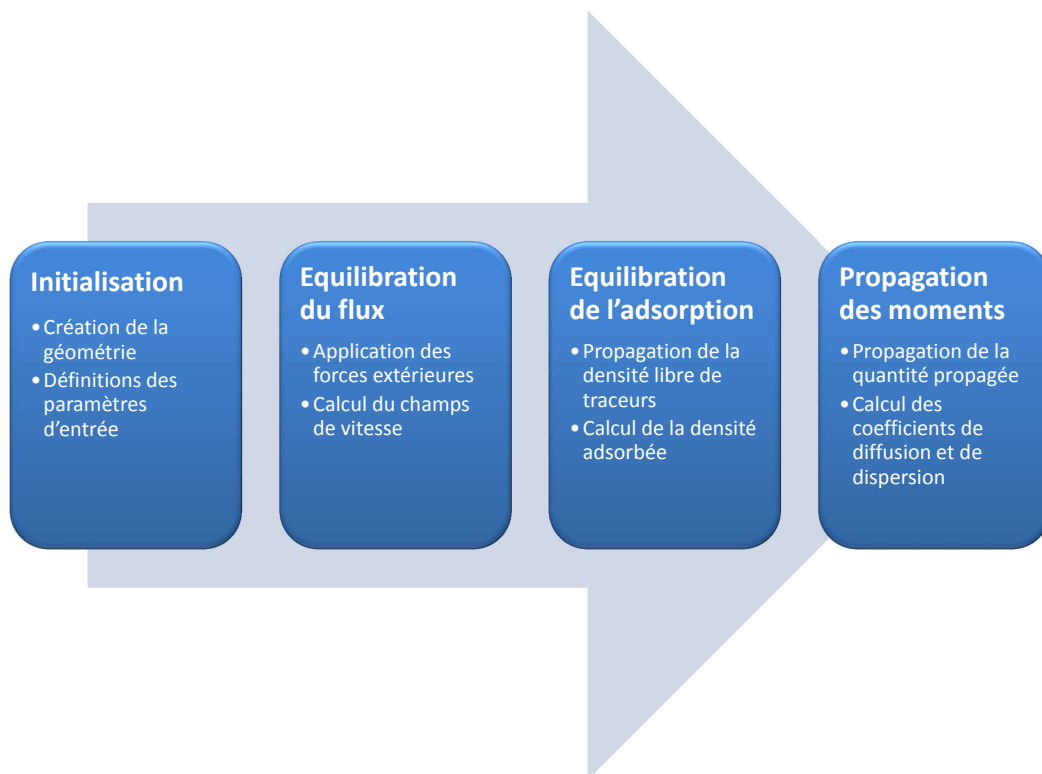 Initialisation
•Création de la
géométrie
•Définitions des
paramètres
d'entrée
Equilibration
du flux
•Application des
forces extérieures
•Calcul du champs
de vitesse
Equilibration
de l'adsorption
•Propagation de la
densité libre de
traceurs
•Calcul de la densité
adsorbée
Propagation
des moments
•Propagation de la
quantité propagée
•Calcul des
coefficients de
diffusion et de
dispersion